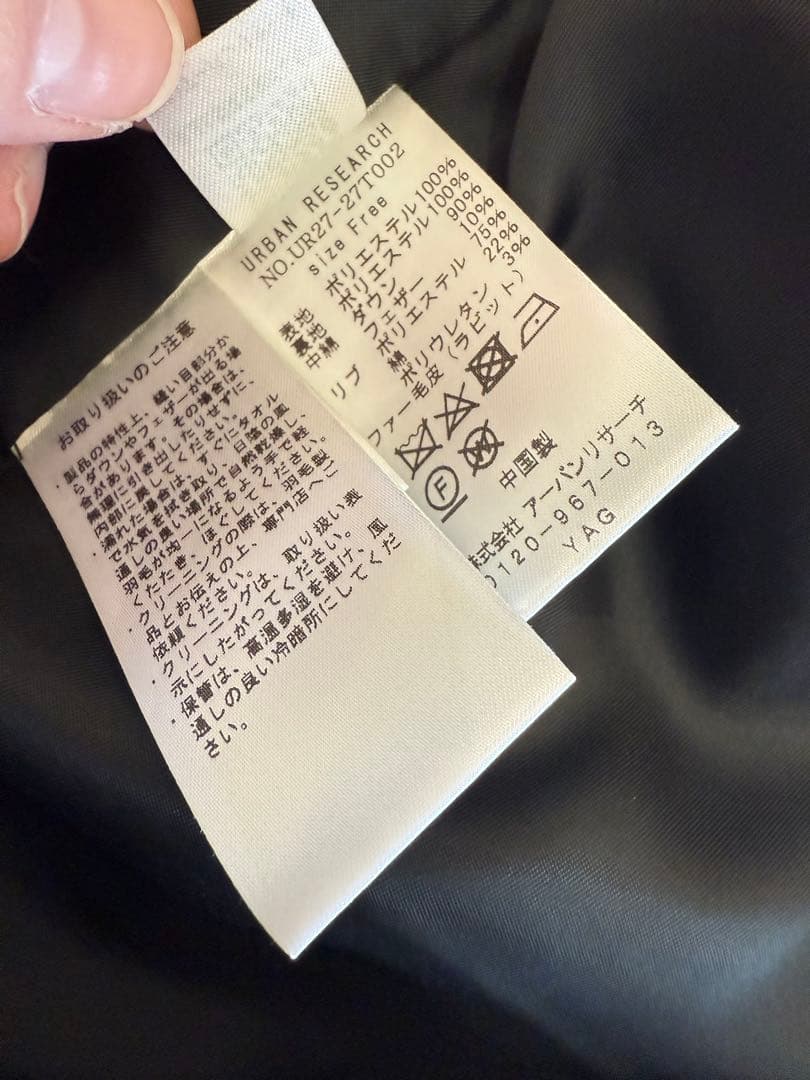 URBAN RESEARCH
NO.UR27-27T002
size Free
表地 ポリエステル100%
裏地 ポリエステル100%
中綿 ダウン 90%
フェザー 10%
リブ ポリエステル 75%
綿 22%
ポリウレタン 3%
ファー毛皮(ラビット)
F
中国製
株式会社 アーバンリサーチ
0120-967-013
YAG
お取り扱いのご注意
・製品の特性上、縫い目部分か
らダウンやフェザーが出る場
合があります。その場合は、
無理に引き出したりせずに、
内部に戻してください。
・濡れた場合は、すぐにタオル
で水気を拭き取り、日陰の風
通しの良い場所で自然乾燥し、
羽毛が均一になるよう手で軽
くたたき、ほぐしてください。
・クリーニングの際は、羽毛製
品とお伝えの上、専門店へご
依頼ください。
・クリーニングは、取り扱い表
示にしたがってください。
・保管は、高温多湿を避け、風
通しの良い冷暗所にしてくだ
さい。